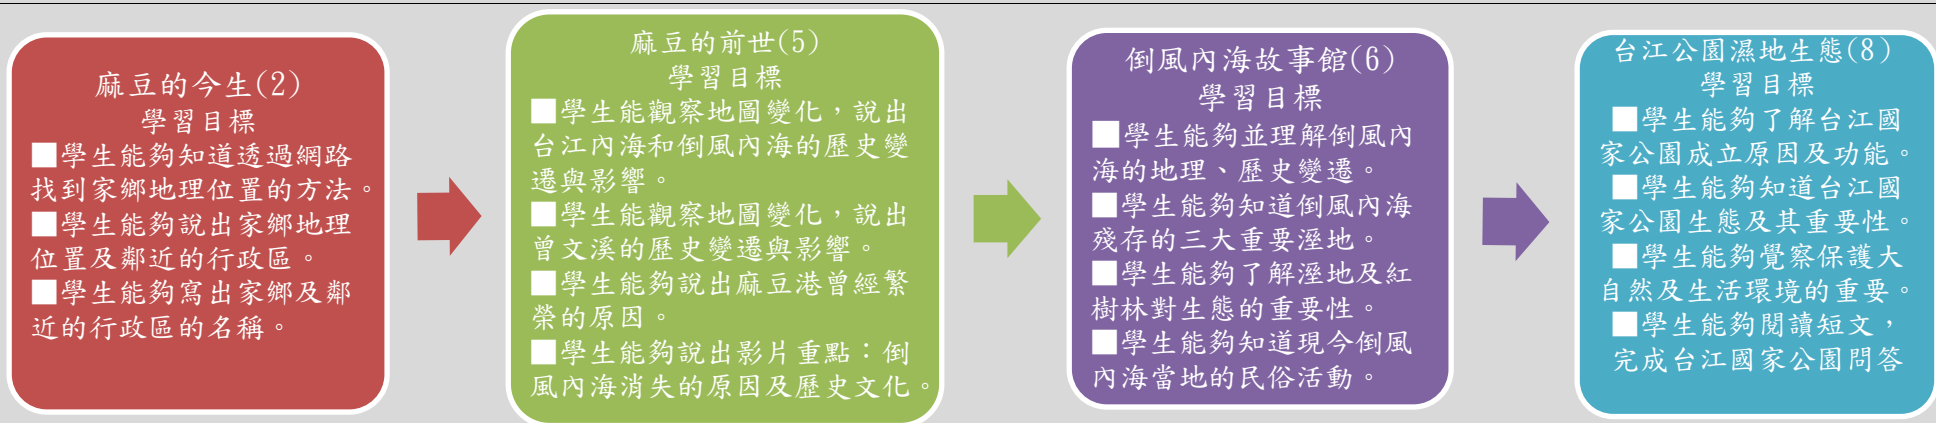 麻豆的今生(2)
學習目標
■學生能夠知道透過網路
找到家鄉地理位置的方法。
■學生能夠說出家鄉地理
位置及鄰近的行政區。
■學生能夠寫出家鄉及鄰
近的行政區的名稱。
麻豆的前世(5)
學習目標
■學生能觀察地圖變化，說出
台江內海和倒風內海的歷史變
遷與影響。
■學生能觀察地圖變化，說出
曾文溪的歷史變遷與影響。
■學生能夠說出麻豆港曾經繁
榮的原因。
■學生能夠說出影片重點：倒
風內海消失的原因及歷史文化。
倒風內海故事館(6)
學習目標
■學生能夠並理解倒風內
海的地理、歷史變遷。
■學生能夠知道倒風內海
殘存的三大重要溼地。
■學生能夠了解溼地及紅
樹林對生態的重要性。
■學生能夠知道現今倒風
內海當地的民俗活動。
台江公園濕地生態(8)
學習目標
■學生能夠了解台江國
家公園成立原因及功能。
■學生能夠知道台江國
家公園生態及其重要性。
■學生能夠覺察保護大
自然及生活環境的重要。
■學生能夠閱讀短文，
完成台江國家公園問答